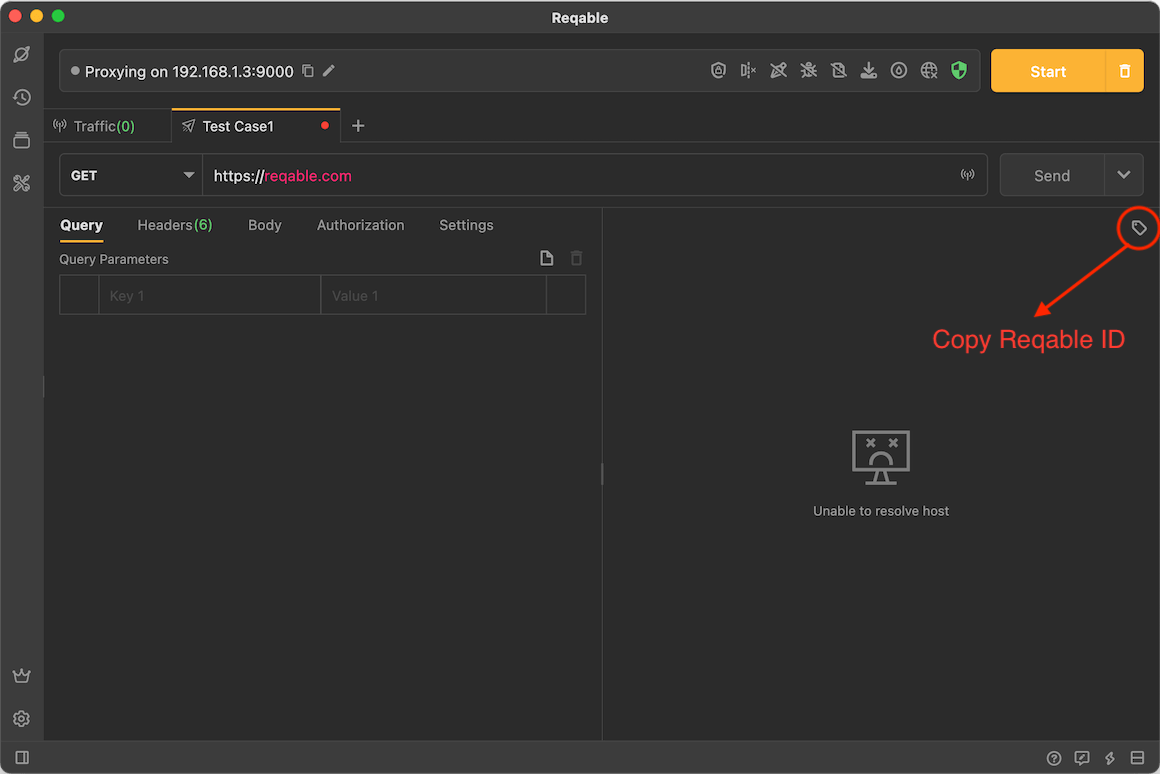 Reqable
Proxying on 192.168.1.3:9000
Start
Traffic(0)
Test Case1
GET
https://reqable.com
Send
Query
Headers(6)
Body
Authorization
Settings
Query Parameters
Key 1
Value 1
Copy Reqable ID
Unable to resolve host